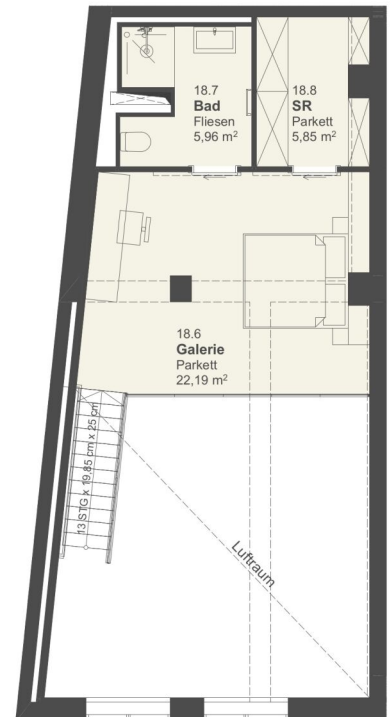 18.7
Bad
Fliesen
5,96 m²
18.8
SR
Parkett
5,85 m²
18.6
Galerie
Parkett
22,19 m²
13 STG x 19,85 cm x 25 cm
Luftraum